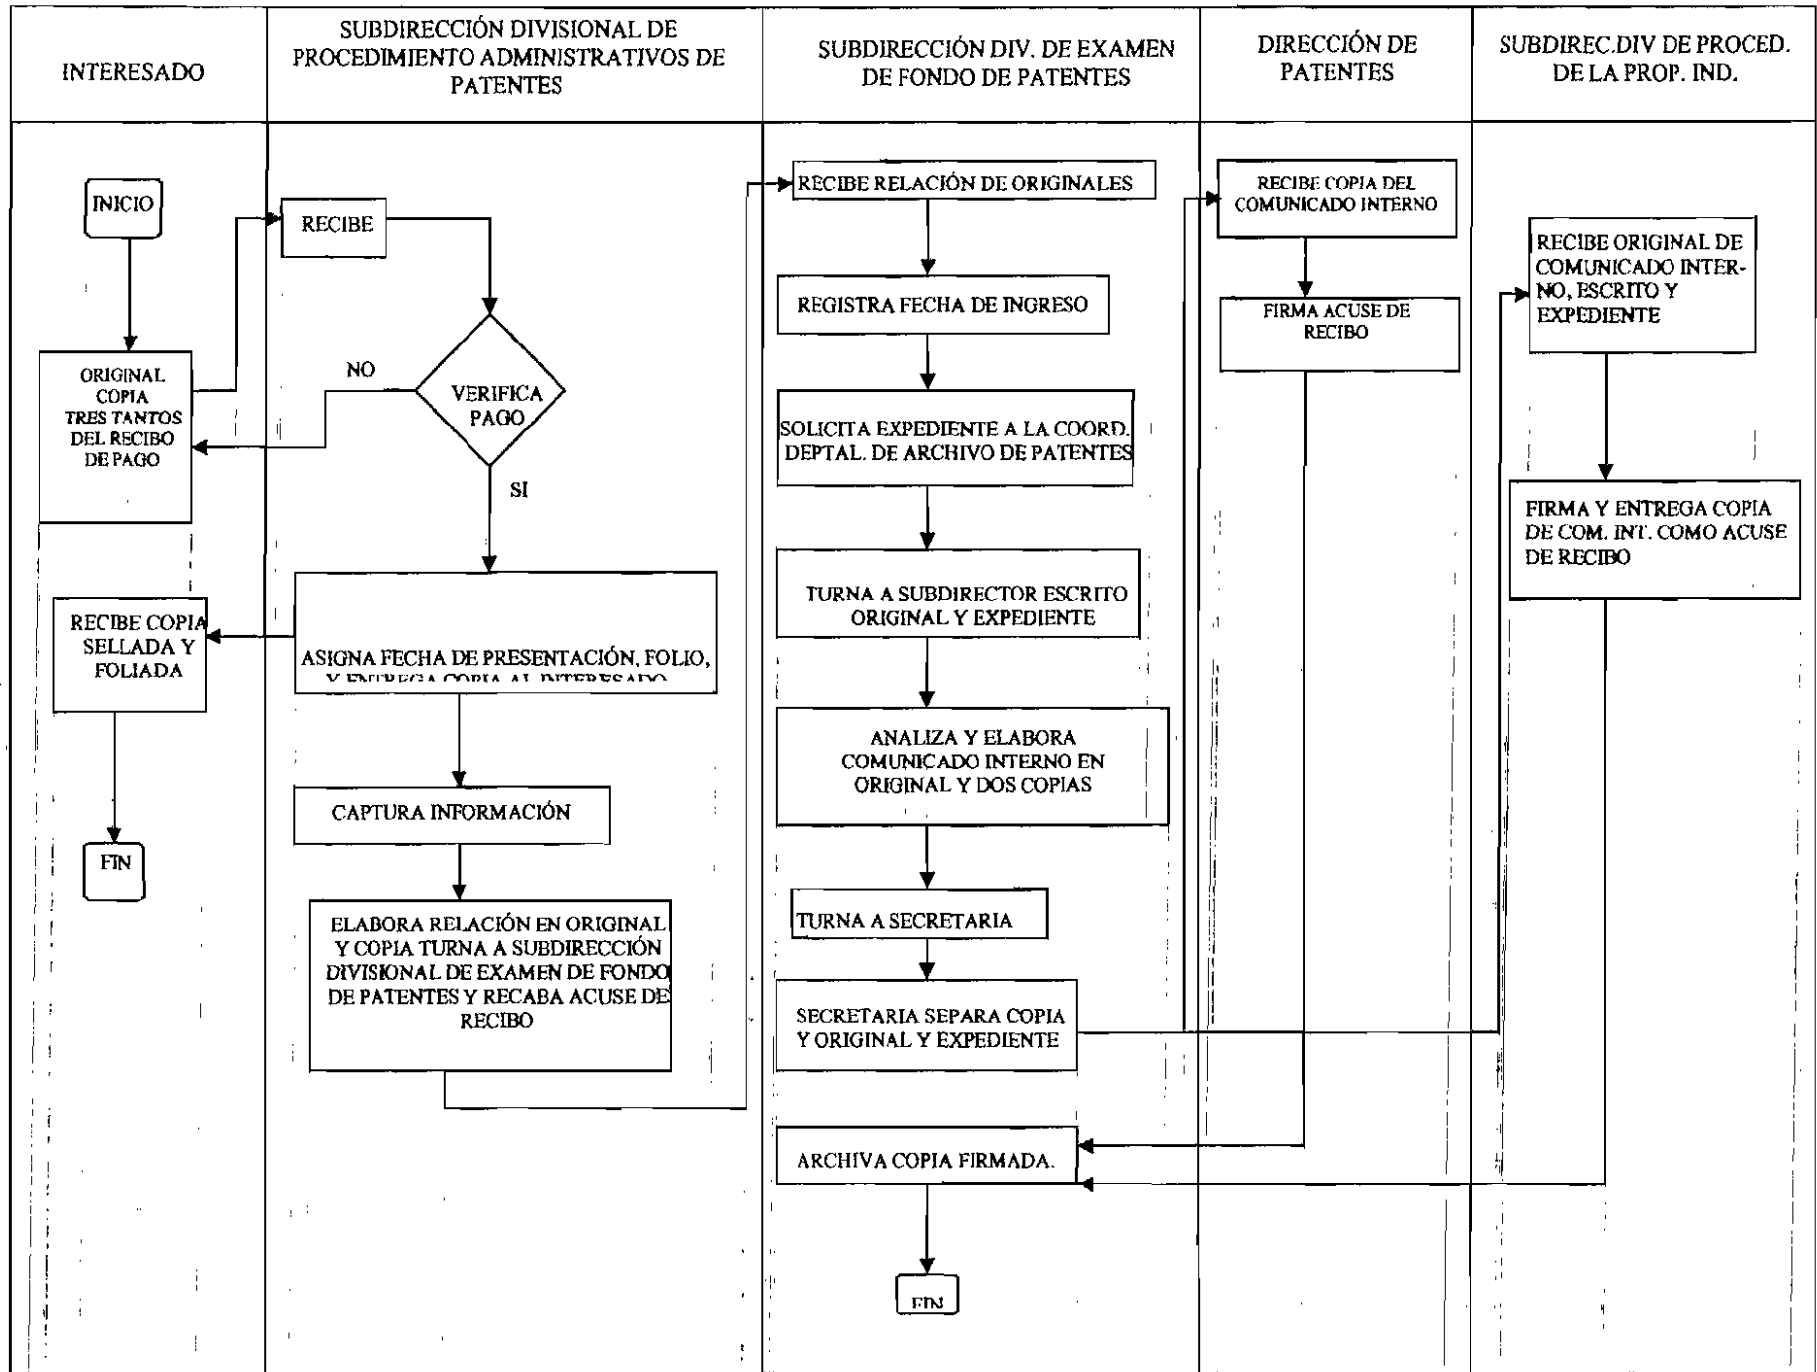 INTERESADO
SUBDIRECCIÓN DIVISIONAL DE
PROCEDIMIENTO ADMINISTRATIVOS DE
PATENTES
SUBDIRECCIÓN DIV. DE EXAMEN
DE FONDO DE PATENTES
DIRECCIÓN DE
PATENTES
SUBDIREC.DIV DE PROCED.
DE LA PROP. IND.
INICIO
ORIGINAL
COPIA
TRES TANTOS
DEL RECIBO
DE PAGO
RECIBE COPIA
SELLADA Y
FOLIADA
FIN
RECIBE
NO
VERIFICA
PAGO
SI
ASIGNA FECHA DE PRESENTACIÓN, FOLIO,
Y ENTREGA COPIA AL INTERESADO
CAPTURA INFORMACIÓN
ELABORA RELACIÓN EN ORIGINAL
Y COPIA TURNA A SUBDIRECCIÓN
DIVISIONAL DE EXAMEN DE FONDO
DE PATENTES Y RECABA ACUSE DE
RECIBO
RECIBE RELACIÓN DE ORIGINALES
REGISTRA FECHA DE INGRESO
SOLICITA EXPEDIENTE A LA COORD.
DEPTAL. DE ARCHIVO DE PATENTES
TURNA A SUBDIRECTOR ESCRITO
ORIGINAL Y EXPEDIENTE
ANALIZA Y ELABORA
COMUNICADO INTERNO EN
ORIGINAL Y DOS COPIAS
TURNA A SECRETARIA
SECRETARIA SEPARA COPIA
Y ORIGINAL Y EXPEDIENTE
ARCHIVA COPIA FIRMADA.
FIN
RECIBE COPIA DEL
COMUNICADO INTERNO
FIRMA ACUSE DE
RECIBO
RECIBE ORIGINAL DE
COMUNICADO INTER-
NO, ESCRITO Y
EXPEDIENTE
FIRMA Y ENTREGA COPIA
DE COM. INT. COMO ACUSE
DE RECIBO